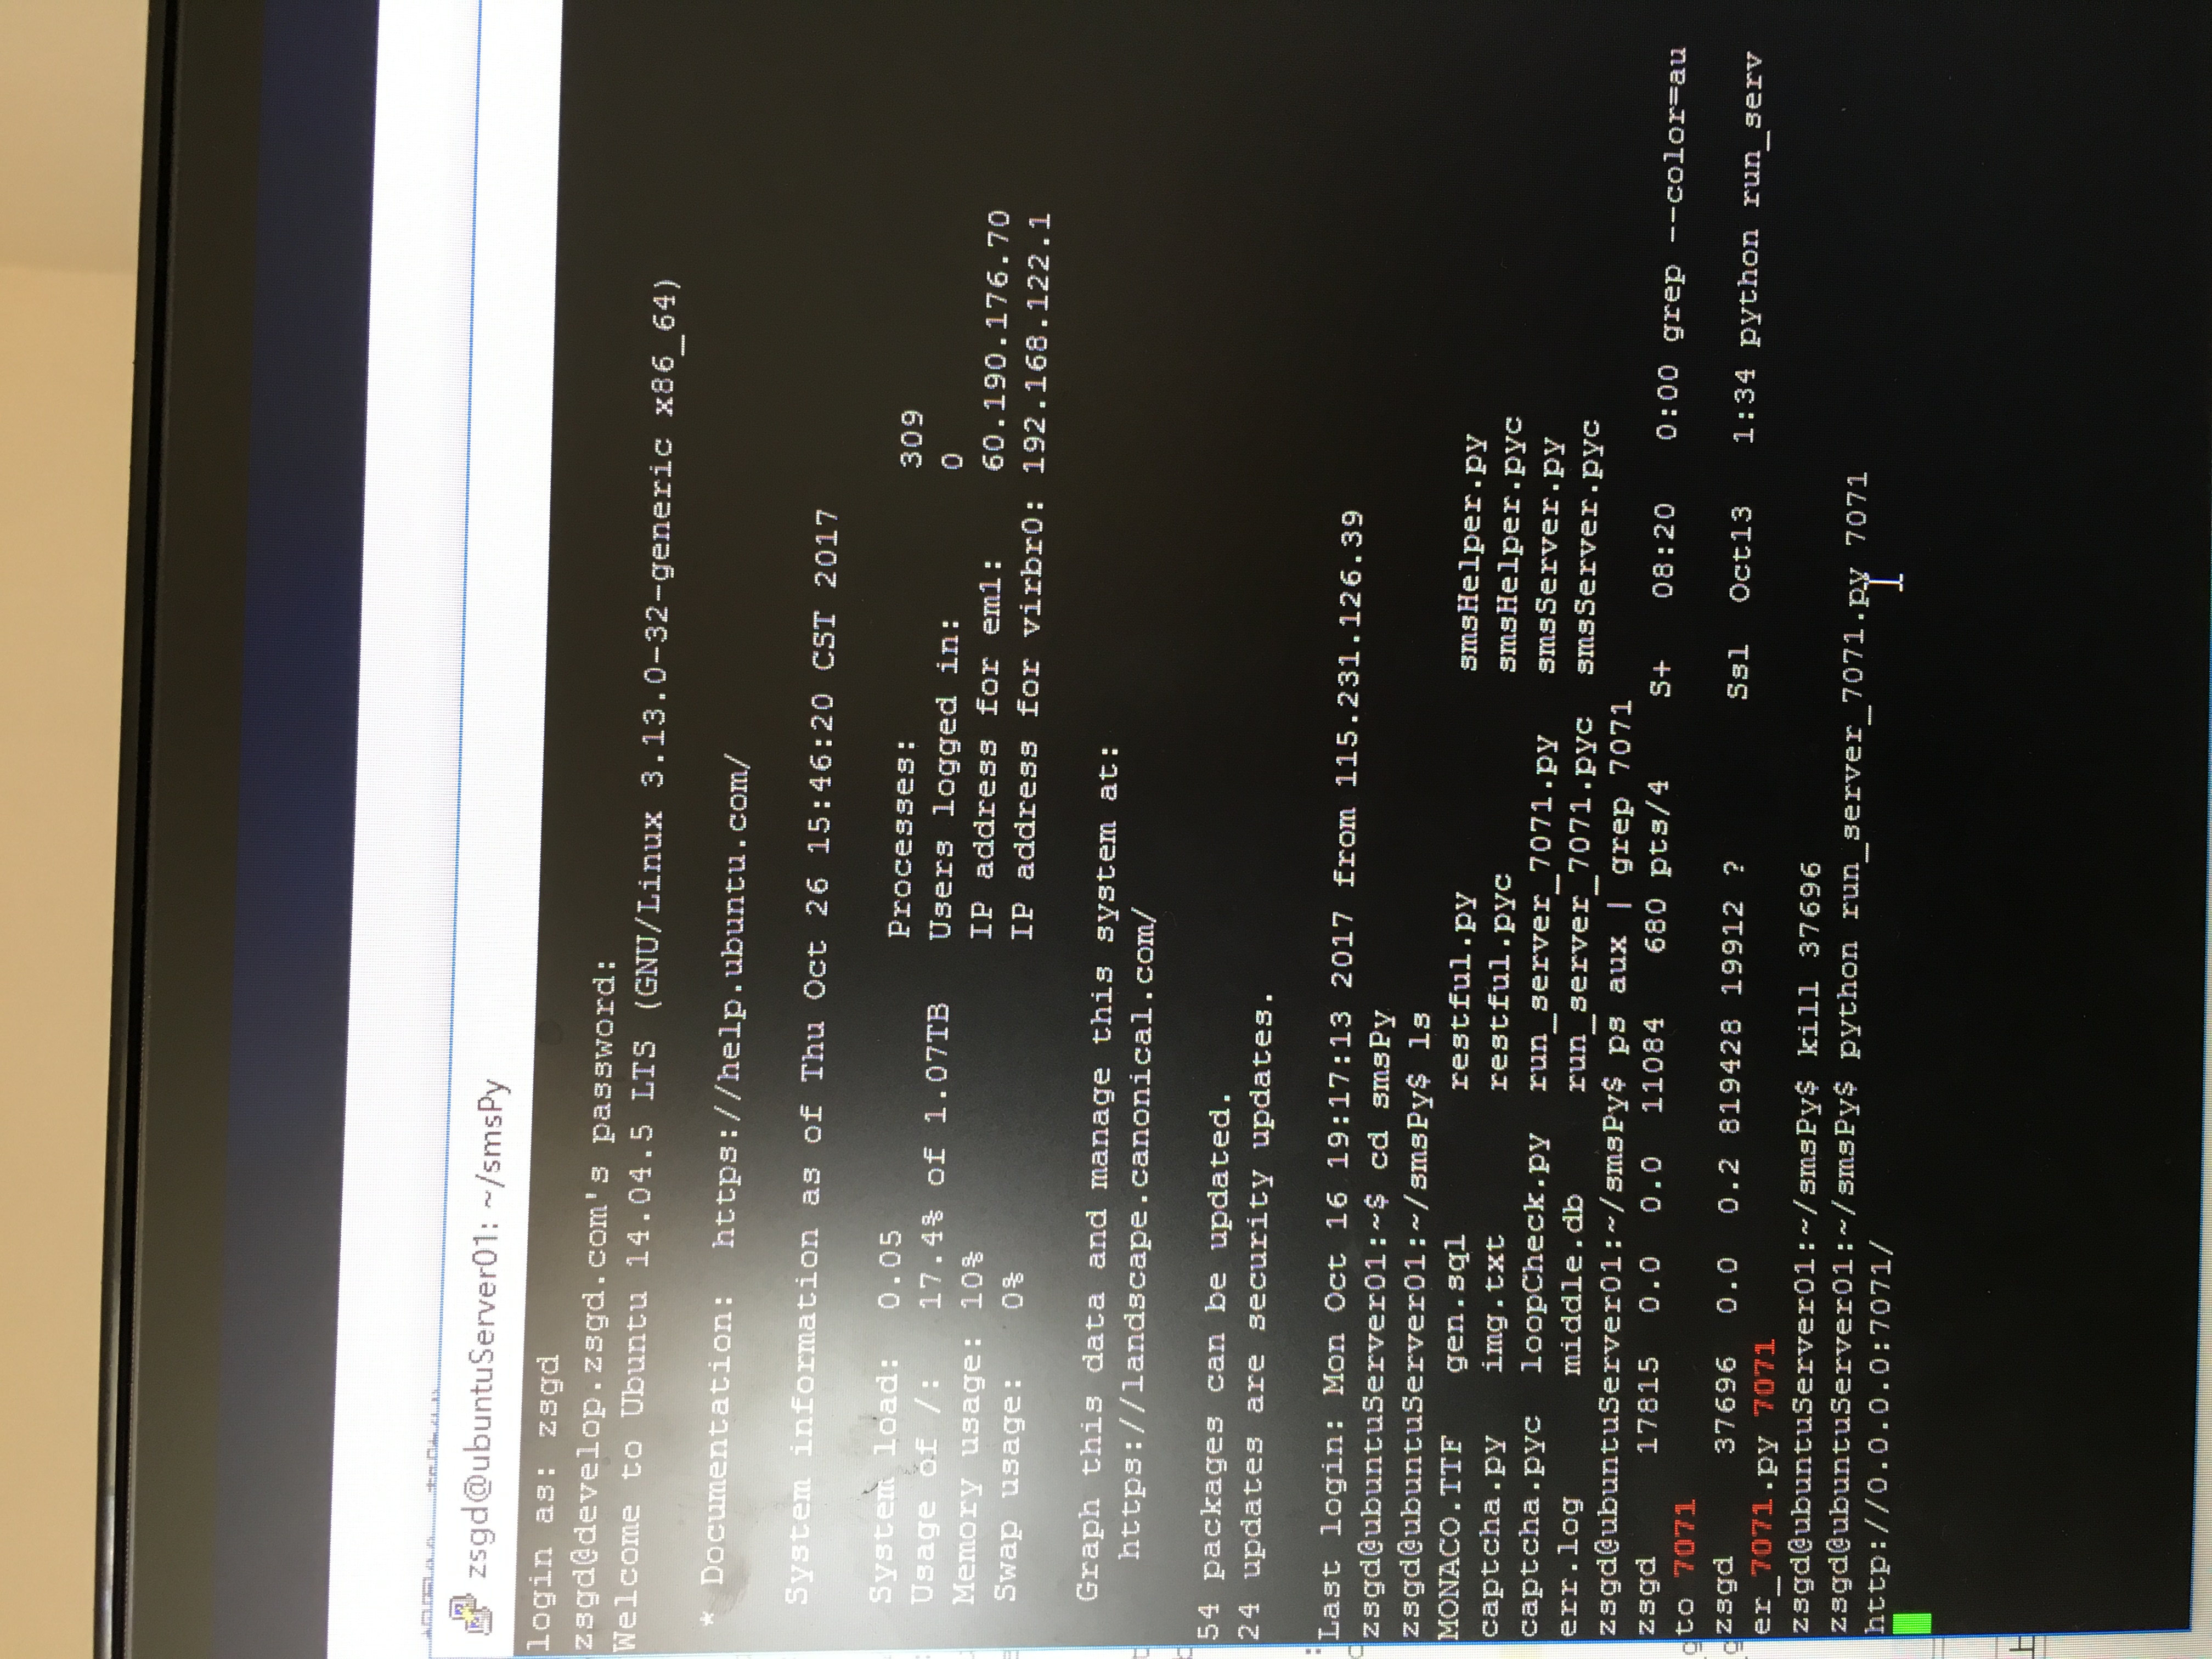 zsgd@ubuntuServer01: ~/smsPy
login as: zsgd
zsgd@develop.zsgd.com's password:
Welcome to Ubuntu 14.04.5 LTS (GNU/Linux 3.13.0-32-generic x86_64)
* Documentation:  https://help.ubuntu.com/
System information as of Thu Oct 26 15:46:20 CST 2017
System load:  0.05  Processes:  309
Usage of /:  17.4% of 1.07TB  Users logged in:  0
Memory usage: 10%  IP address for em1:  60.190.176.70
Swap usage:  0%  IP address for virbr0: 192.168.122.1
Graph this data and manage this system at:
https://landscape.canonical.com/
54 packages can be updated.
24 updates are security updates.
Last login: Mon Oct 16 19:17:13 2017 from 115.231.126.39
zsgd@ubuntuServer01:~$ cd smsPy
zsgd@ubuntuServer01:~/smsPy$ ls
MONACO.TTF  gen.sql  restful.py  smsHelper.py
captcha.py  img.txt  restful.pyc  smsHelper.pyc
captcha.pyc  loopCheck.py  run_server_7071.py  smsServer.py
err.log  middle.db  run_server_7071.pyc  smsServer.pyc
zsgd@ubuntuServer01:~/smsPy$ ps aux | grep 7071
zsgd  17815  0.0  0.0  11084  680 pts/4  S+  08:20  0:00 grep --color=au
to 7071
zsgd  37696  0.0  0.2 819428 19912 ?  Ssl  Oct13  1:34 python run_serv
er_7071.py 7071
zsgd@ubuntuServer01:~/smsPy$ kill 37696
zsgd@ubuntuServer01:~/smsPy$ python run_server_7071.py 7071
http://0.0.0.0:7071/